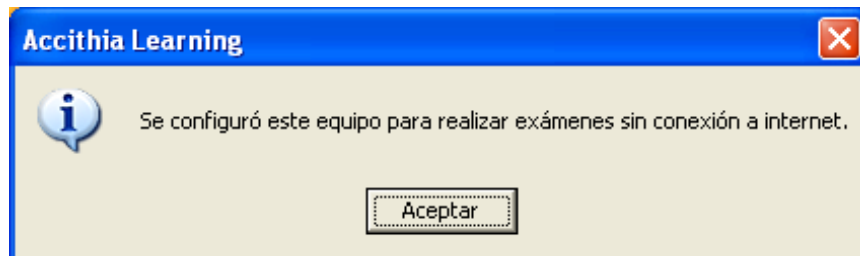 Accithia Learning
Se configuró este equipo para realizar exámenes sin conexión a internet.
Aceptar